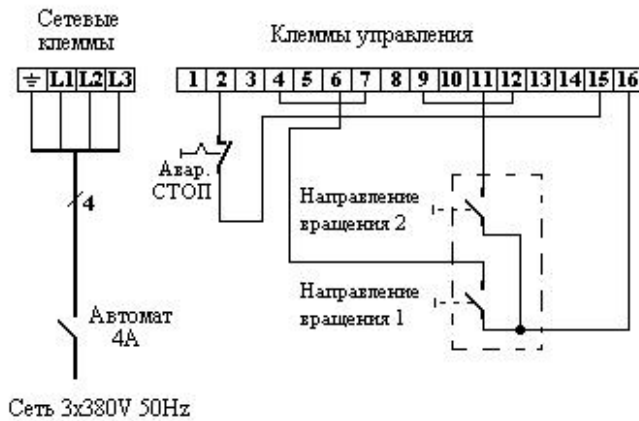 Сетевые
клеммы
Клеммы управления
L1 L2 L3
1 2 3 4 5 6 7 8 9 10 11 12 13 14 15 16
Авар.
СТОП
4
Направление
вращения 2
Направление
вращения 1
Автомат
4А
Сеть 3x380V 50Hz